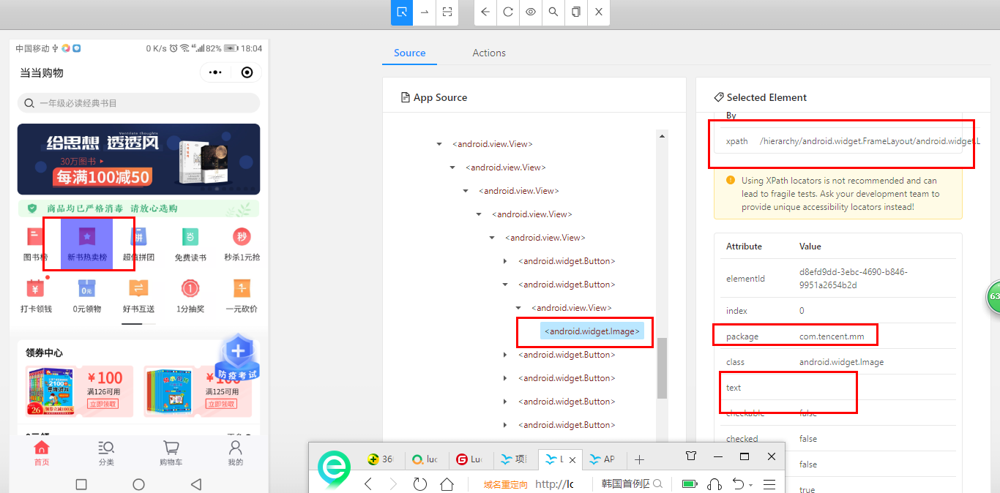 中国移动
0 K/s
82%
18:04
当当购物
一年级必读经典书目
Ventilate thoughts
给思想 透透风
30万图书
每满100减50
商品均已严格消毒 请放心选购
图书榜
新书热卖榜
超值拼团
免费读书
秒杀1元抢
打卡领钱
0元领物
好书互送
1分抽奖
一元砍价
领券中心
¥100
满126可用
立即领取
满125可用
立即领取
防疫考试
首页
分类
购物车
我的
Source
Actions
App Source
<android.view.View>
<android.view.View>
<android.view.View>
<android.view.View>
<android.view.View>
<android.widget.Button>
<android.widget.Button>
<android.view.View>
<android.widget.Image>
<android.widget.Button>
<android.widget.Button>
<android.widget.Button>
<android.widget.Button>
Selected Element
By
xpath /hierarchy/android.widget.FrameLayout/android.widget.L
Using XPath locators is not recommended and can
lead to fragile tests. Ask your development team to
provide unique accessibility locators instead!
Attribute Value
elementId d8efd9dd-3ebc-4690-b846-
9951a2654b2d
index 0
package com.tencent.mm
class android.widget.Image
text
checkable false
checked false
false
true
63
36
luc
Lu
项
L
AP
域名重定向
http://lo
韩国首例区